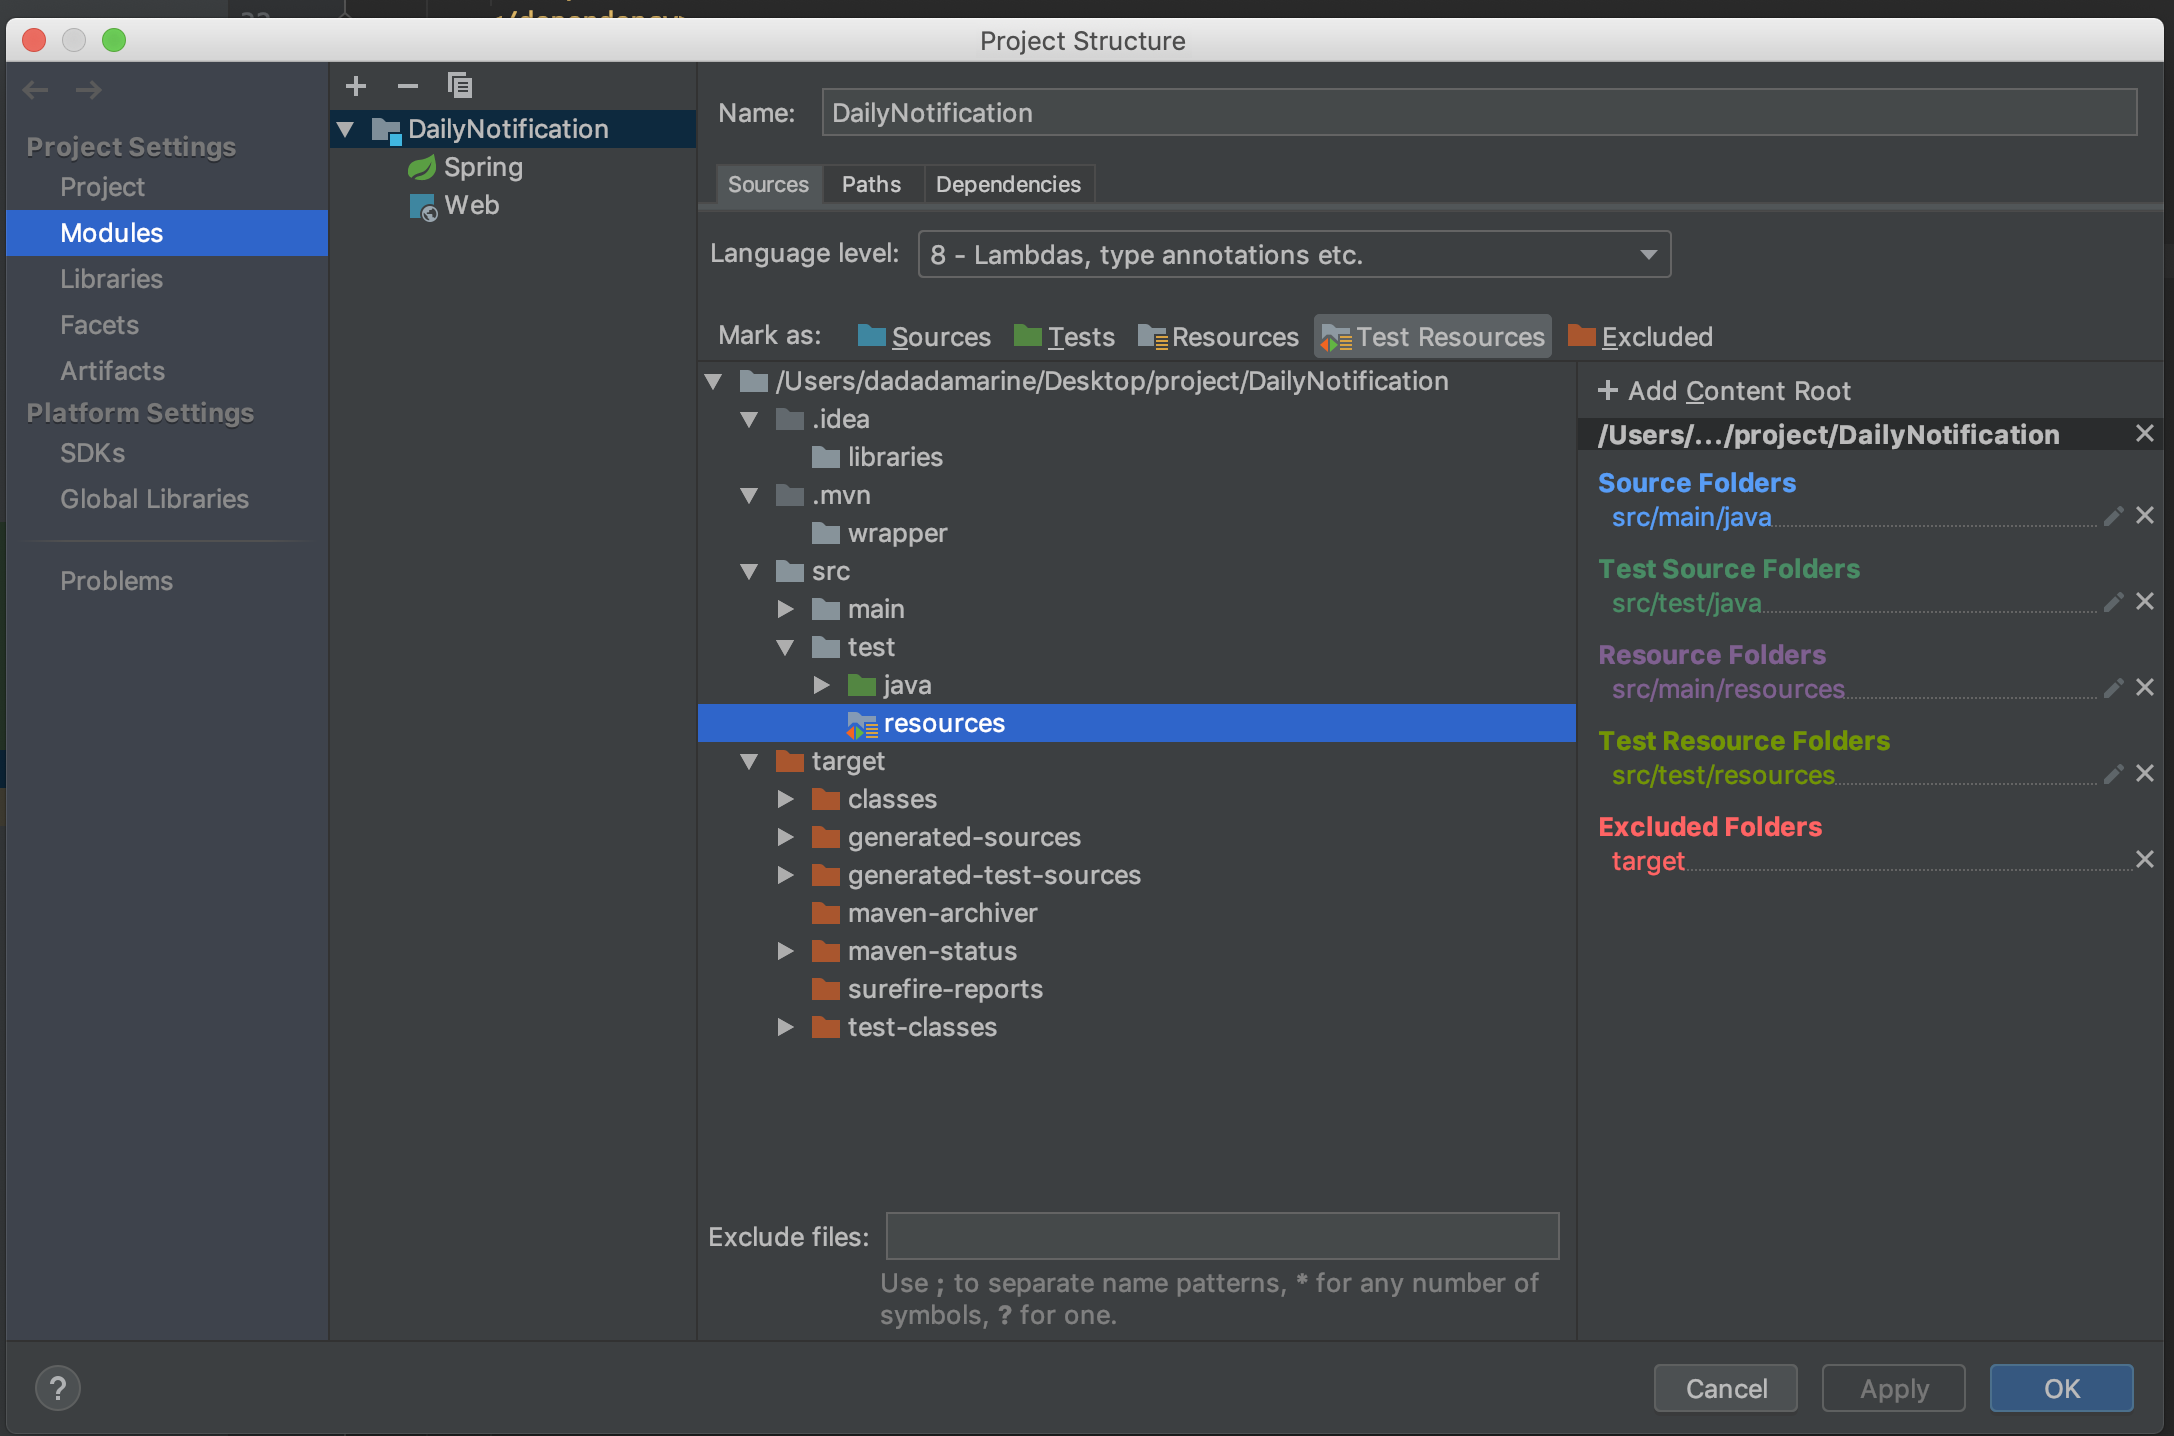 32
</dependency>
Project Structure
Project Settings
Project
Modules
Libraries
Facets
Artifacts
Platform Settings
SDKs
Global Libraries
Problems
DailyNotification
Spring
Web
Name: DailyNotification
Sources Paths Dependencies
Language level: 8 - Lambdas, type annotations etc.
Mark as: Sources Tests Resources Test Resources Excluded
/Users/dadadamarine/Desktop/project/DailyNotification
.idea
libraries
.mvn
wrapper
src
main
test
java
resources
target
classes
generated-sources
generated-test-sources
maven-archiver
maven-status
surefire-reports
test-classes
+ Add Content Root
/Users/.../project/DailyNotification
Source Folders
src/main/java
Test Source Folders
src/test/java
Resource Folders
src/main/resources
Test Resource Folders
src/test/resources
Excluded Folders
target
Exclude files:
Use ; to separate name patterns, * for any number of
symbols, ? for one.
?
Cancel Apply OK